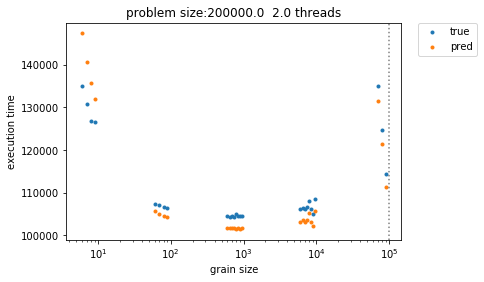 problem size:200000.0  2.0 threads
true
pred
execution time
140000
130000
120000
110000
100000
10¹
10²
10³
10⁴
10⁵
grain size